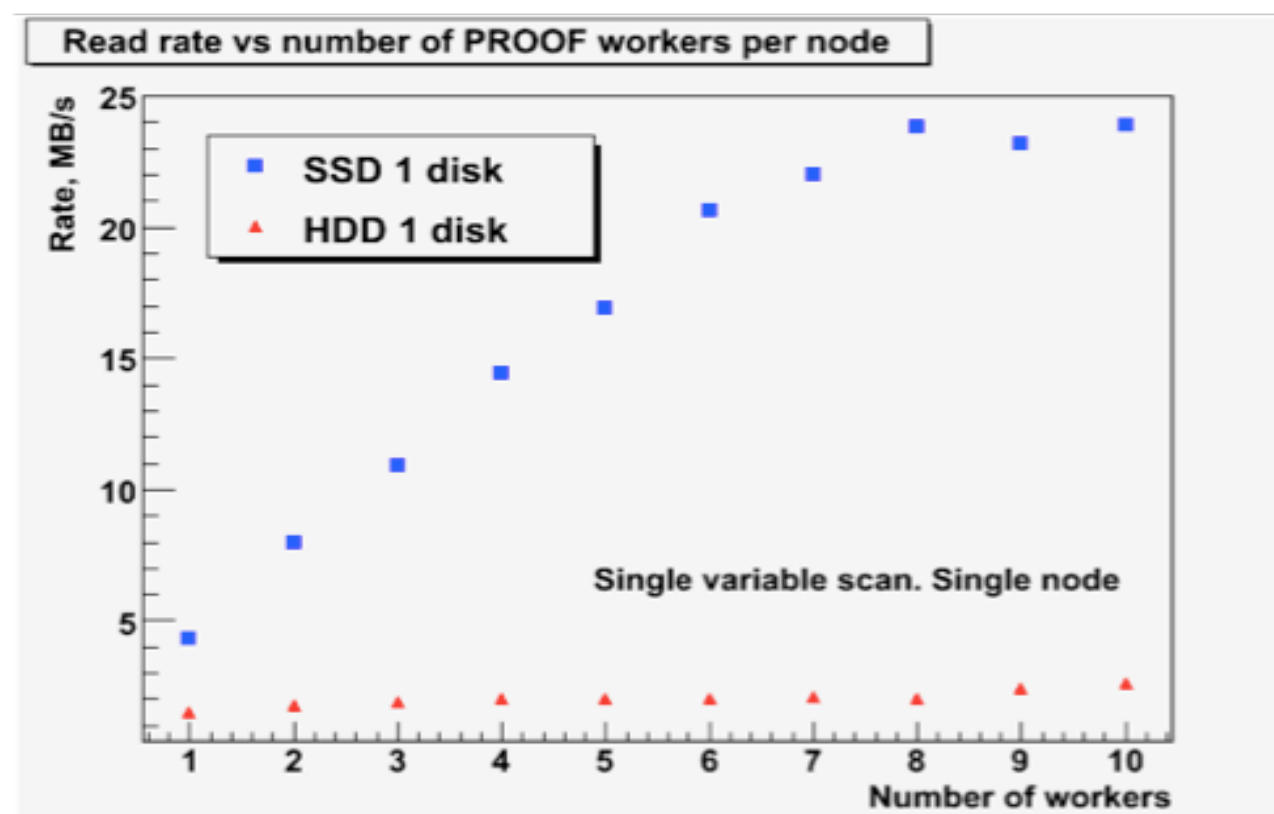 Read rate vs number of PROOF workers per node
Rate, MB/s
25
20
15
10
5
SSD 1 disk
HDD 1 disk
Single variable scan. Single node
1 2 3 4 5 6 7 8 9 10
Number of workers